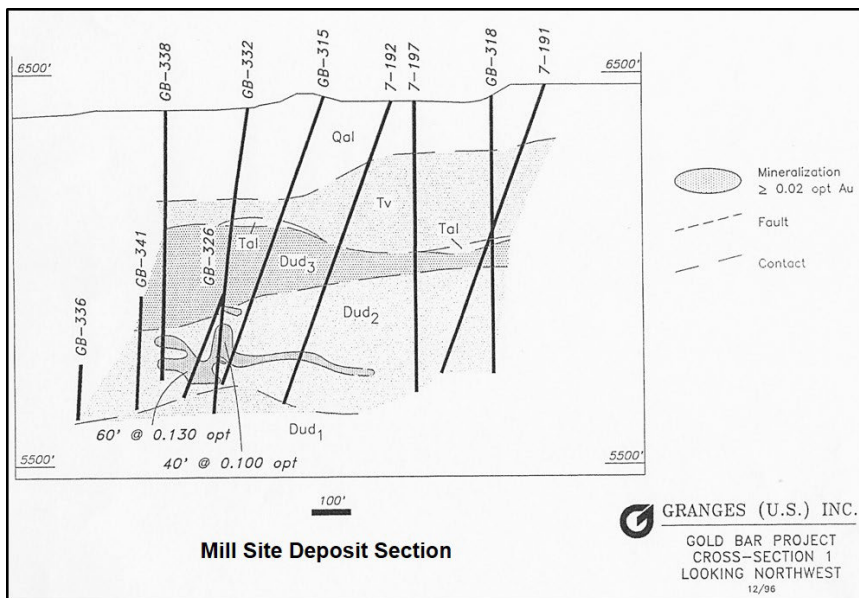 6500'
GB-338
GB-332
GB-315
7-192
7-197
GB-318
7-191
6500'
Qal
Tv
Tal
Tal
GB-326
GB-341
Dud3
Dud2
GB-336
Dud1
60' @ 0.130 opt
40' @ 0.100 opt
5500'
5500'
100'
Mill Site Deposit Section
Mineralization
≥ 0.02 opt Au
Fault
Contact
GRANGES (U.S.) INC.
GOLD BAR PROJECT
CROSS-SECTION 1
LOOKING NORTHWEST
12/96